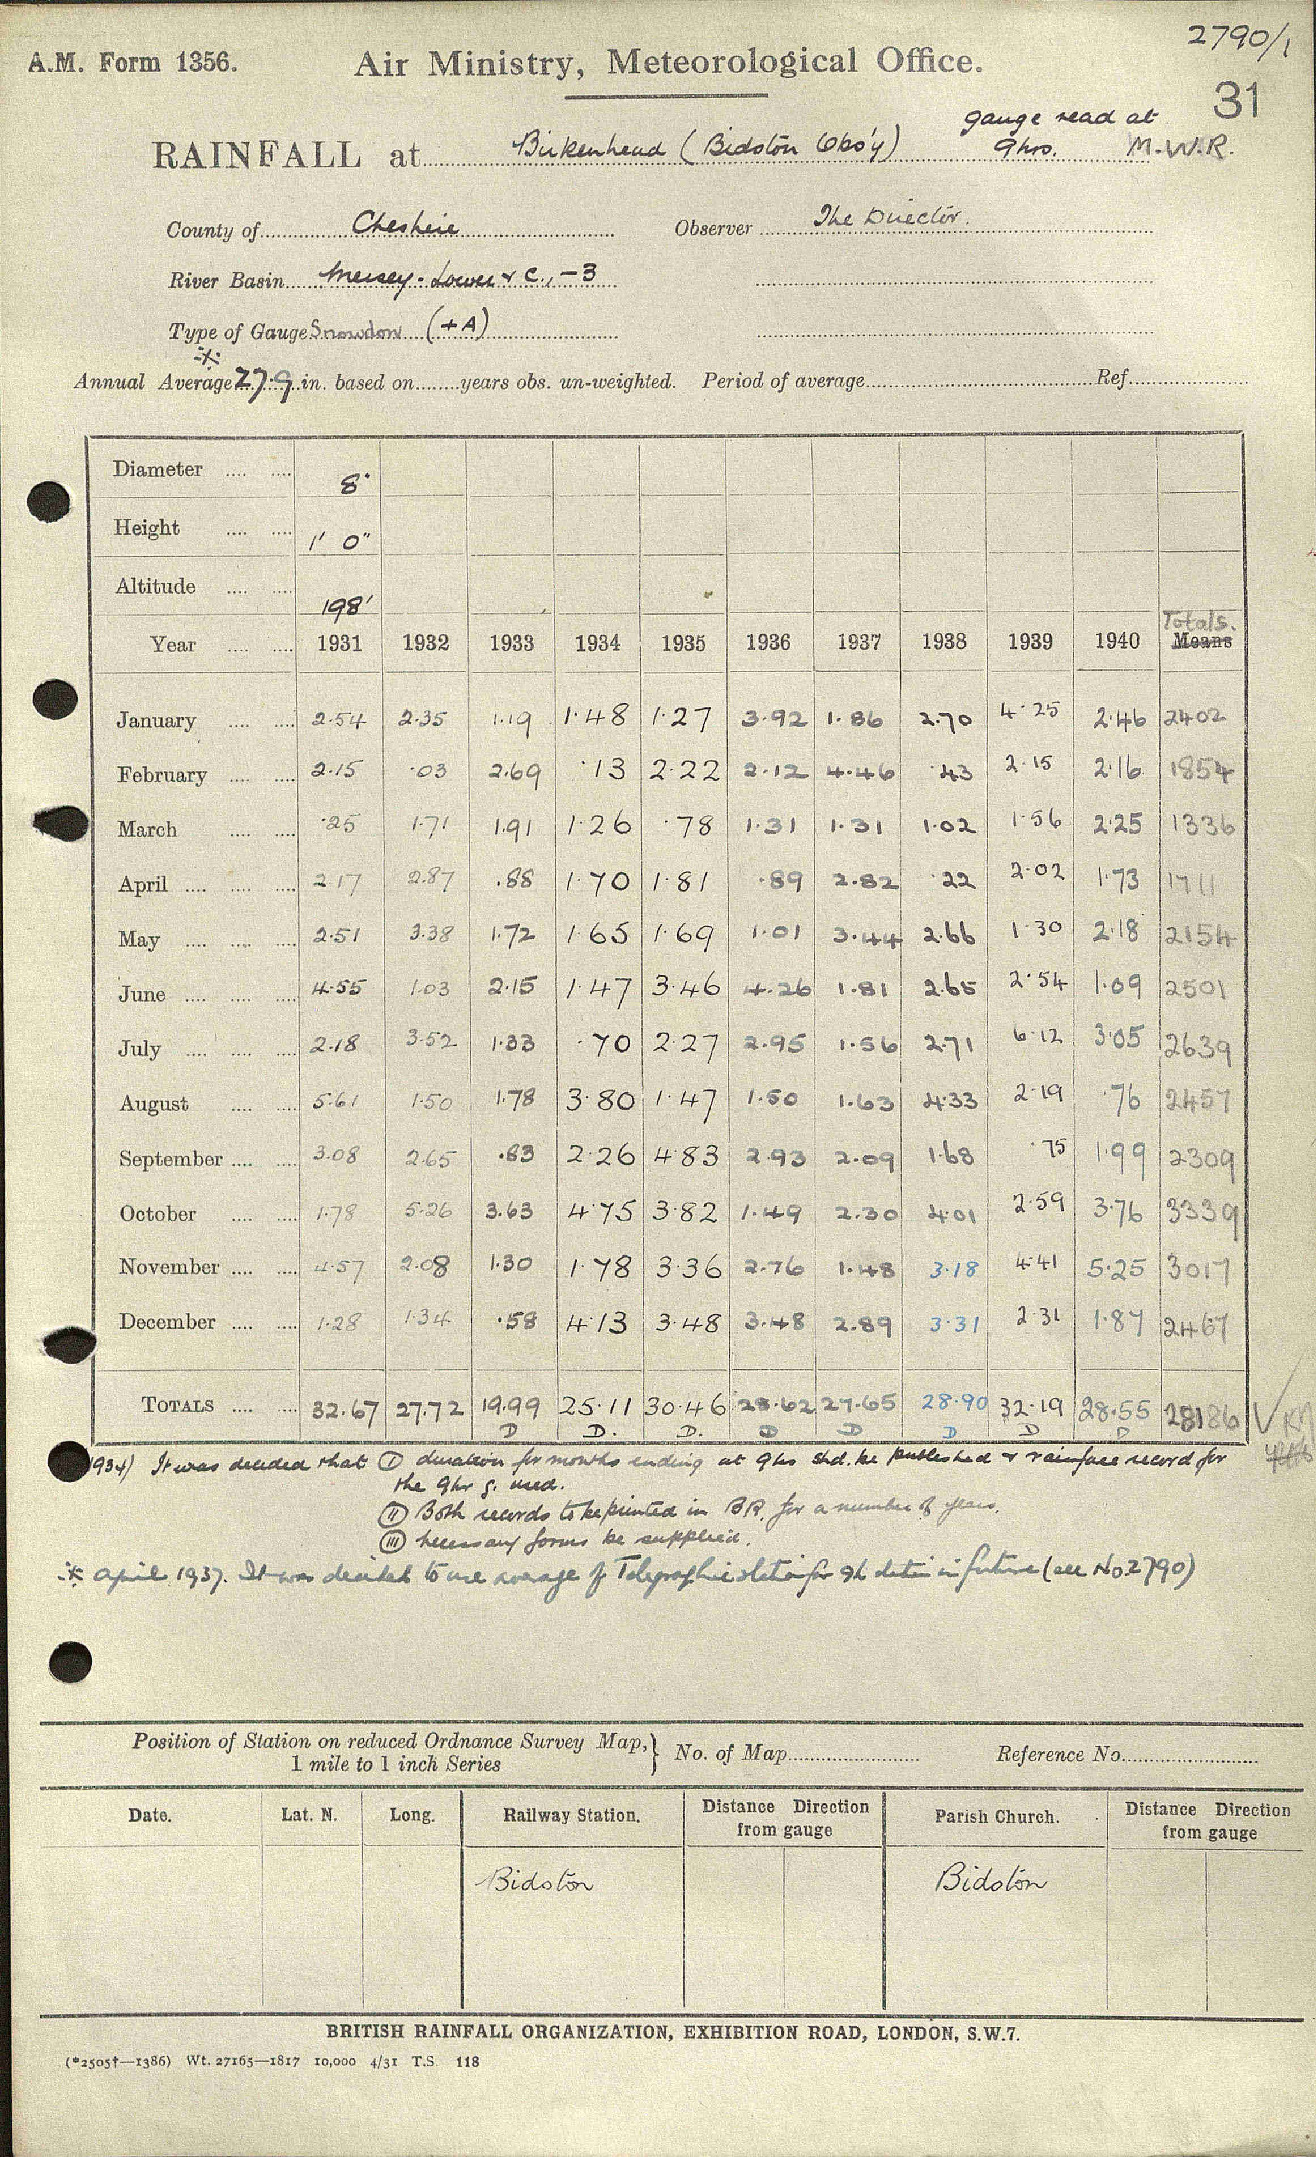 2790/1
A.M. Form 1356. Air Ministry, Meteorological Office.
31
RAINFALL at Birkenhead (Bidston Obs'y) gauge read at 9hrs. M.W.R.
County of Cheshire Observer The Director.
River Basin Mersey - Lower & C., -3
Type of Gauge Snowdon (+A)
Annual Average 27.9 in. based on years obs. un-weighted. Period of average Ref
Diameter 8"
Height 1' 0"
Altitude 198'
Totals.
Year 1931 1932 1933 1934 1935 1936 1937 1938 1939 1940 Means
January 2.54 2.35 1.19 1.48 1.27 3.92 1.86 2.70 4.25 2.46 2402
February 2.15 .03 2.69 .13 2.22 2.12 4.46 .43 2.15 2.16 1854
March .25 1.71 1.91 1.26 .78 1.31 1.31 1.02 1.56 2.25 1336
April 2.17 2.87 .88 1.70 1.81 .89 2.82 .22 2.02 1.73 1711
May 2.51 3.38 1.72 1.65 1.69 1.01 3.44 2.66 1.30 2.18 2154
June 4.55 1.03 2.15 1.47 3.46 4.26 1.81 2.65 2.54 1.09 2501
July 2.18 3.52 1.33 .70 2.27 2.95 1.56 2.71 6.12 3.05 2639
August 5.61 1.50 1.78 3.80 1.47 1.50 1.63 4.33 2.19 .76 2457
September 3.08 2.65 .83 2.26 4.83 2.93 2.09 1.68 .75 1.99 2309
October 1.78 5.26 3.63 4.75 3.82 1.49 2.30 4.01 2.59 3.76 3339
November 4.57 2.08 1.30 1.78 3.36 2.76 1.48 3.18 4.41 5.25 3017
December 1.28 1.34 .58 4.13 3.48 3.48 2.89 3.31 2.31 1.87 2467
TOTALS 32.67 27.72 19.99 25.11 30.46 28.62 27.65 28.90 32.19 28.55 28186
D D. D. D D D D D
1934) It was decided that (I) duration for months ending at 9hrs shd. be published & rainfall record for
the 9hr g. used.
(II) Both records to be printed in B.R. for a number of years.
(III) Necessary forms be supplied.
April 1937. It was decided to use average of Telegraphic station for 9h data in future (see No. 2790)
Position of Station on reduced Ordnance Survey Map, 1 mile to 1 inch Series } No. of Map Reference No.
Date. Lat. N. Long. Railway Station. Distance Direction from gauge Parish Church. Distance Direction from gauge
Bidston Bidston
BRITISH RAINFALL ORGANIZATION, EXHIBITION ROAD, LONDON, S.W.7.
(*2505†—1386) Wt. 27165—1817 10,000 4/31 T.S. 118